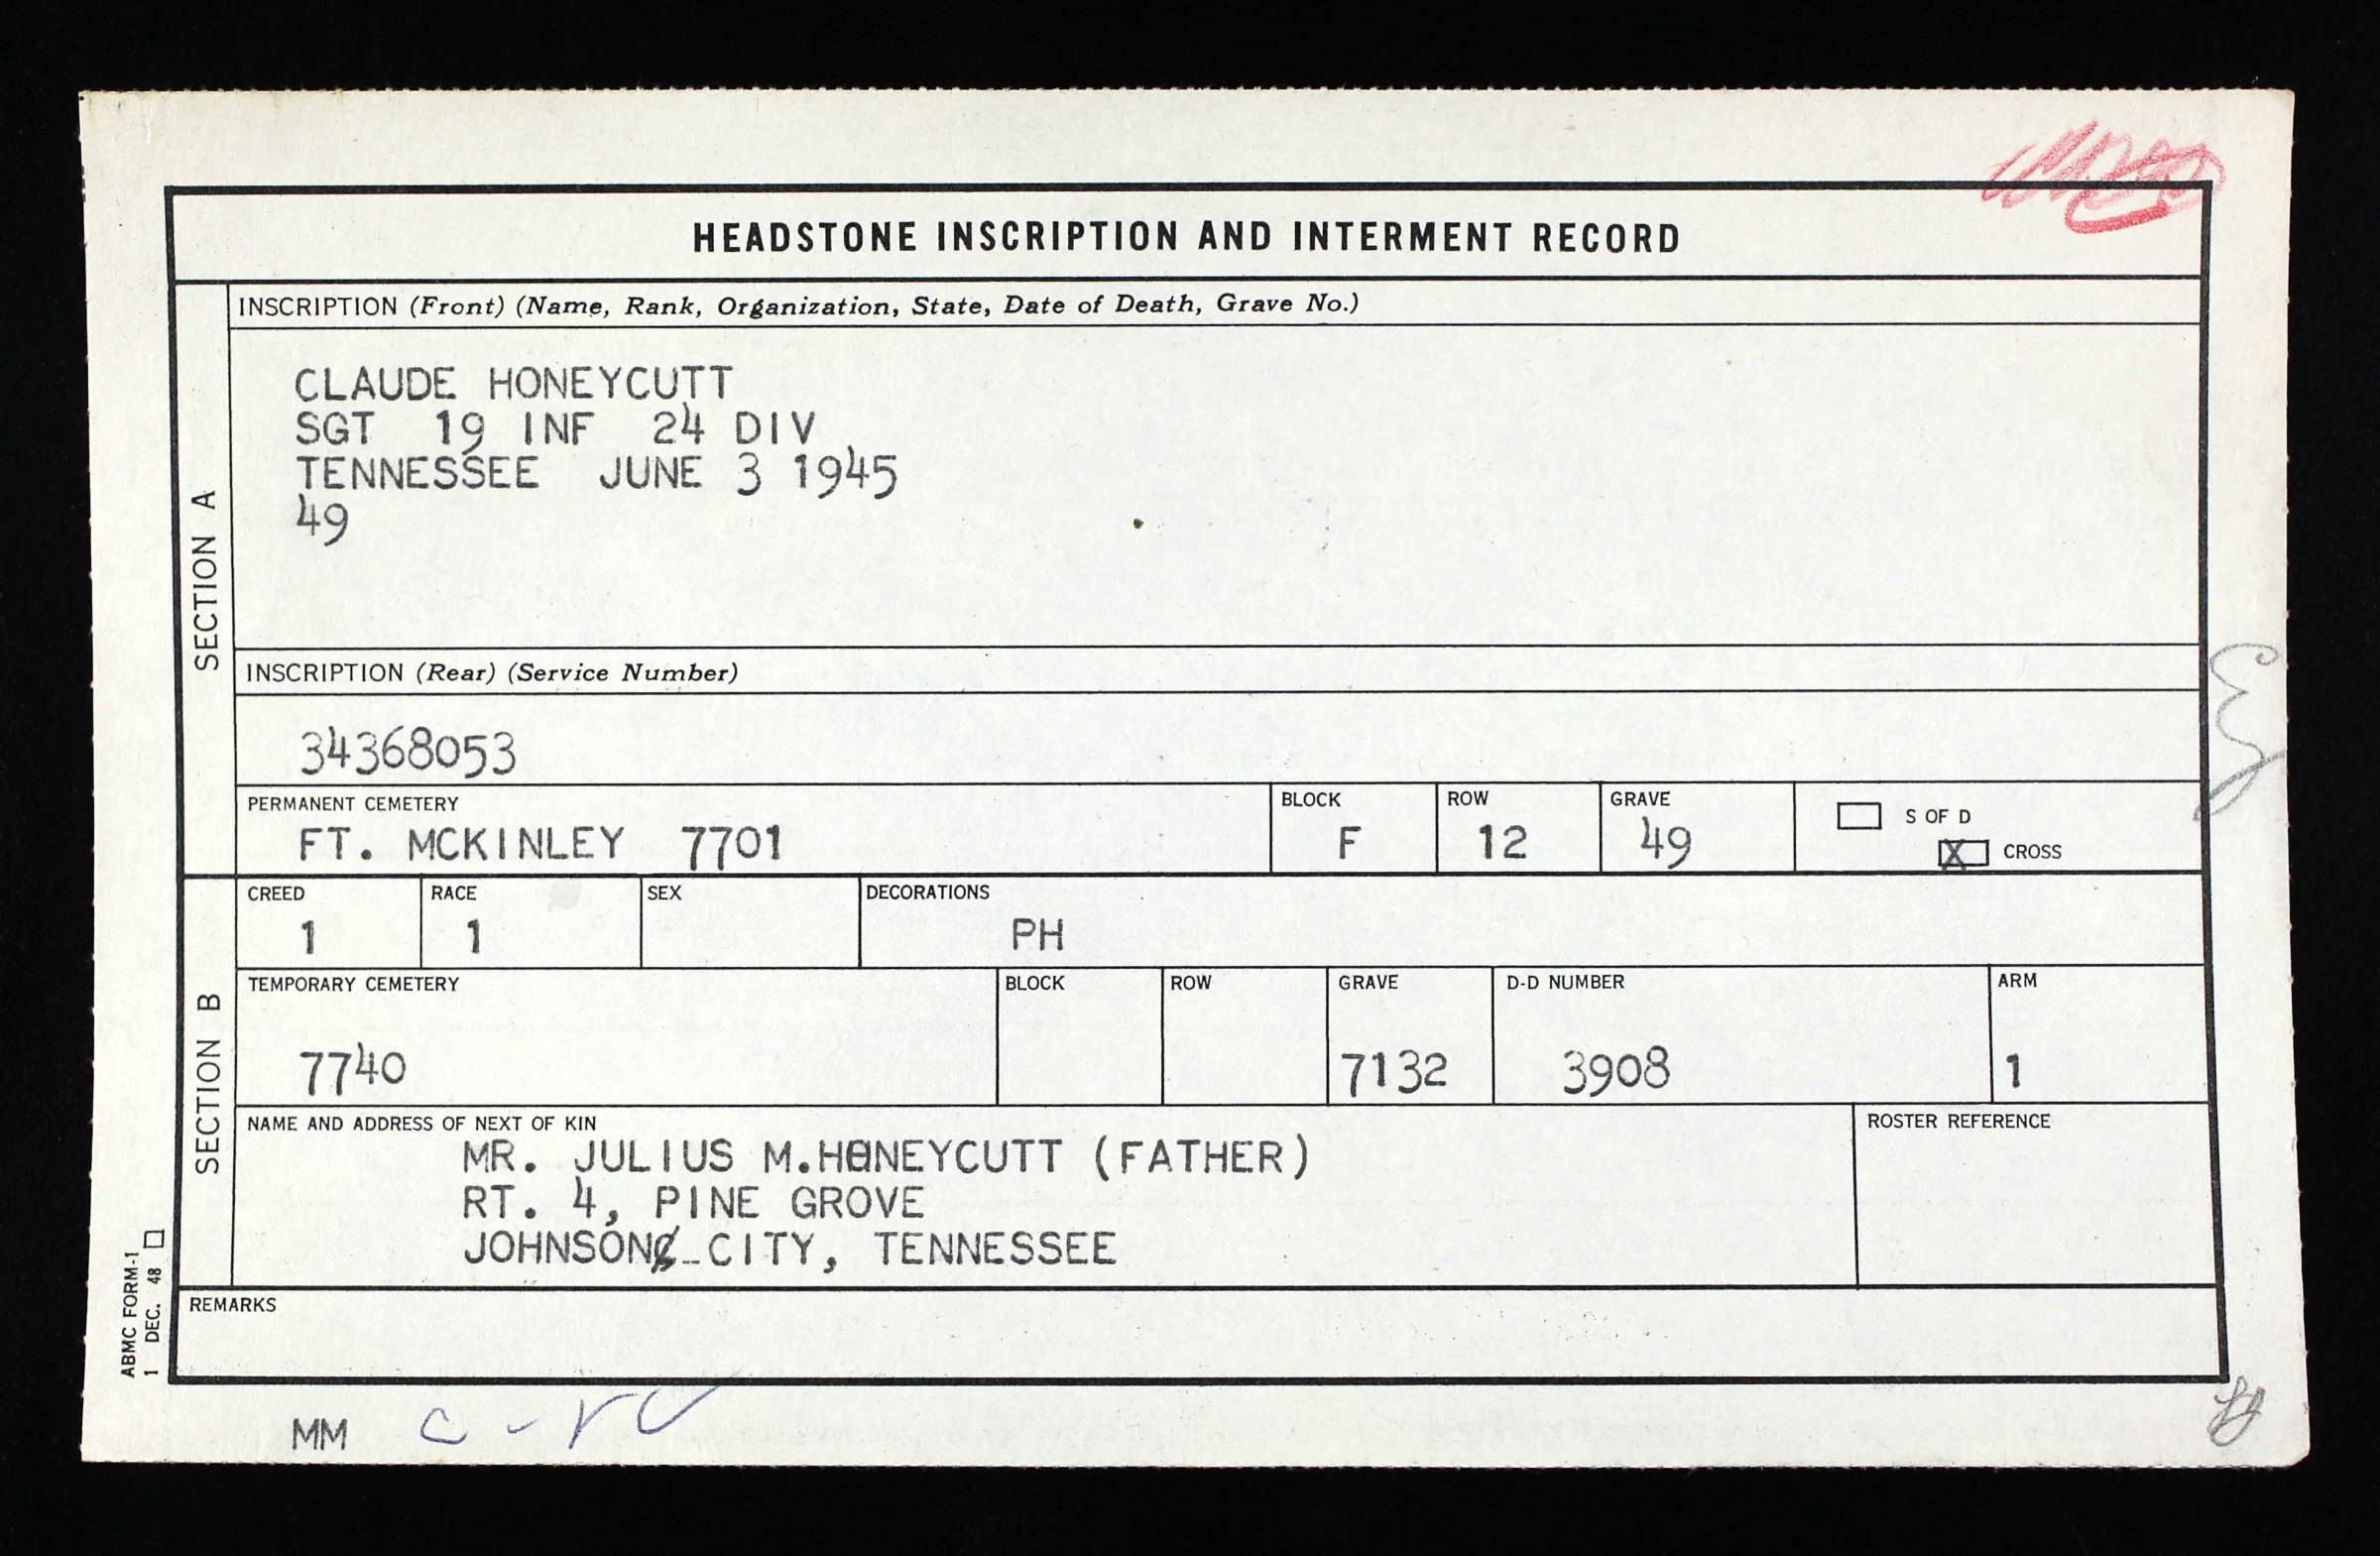 HEADSTONE INSCRIPTION AND INTERMENT RECORD
SECTION A
INSCRIPTION (Front) (Name, Rank, Organization, State, Date of Death, Grave No.)
CLAUDE HONEYCUTT
SGT 19 INF 24 DIV
TENNESSEE JUNE 3 1945
49
INSCRIPTION (Rear) (Service Number)
34368053
PERMANENT CEMETERY BLOCK ROW GRAVE S OF D
FT. MCKINLEY 7701 F 12 49 X CROSS
SECTION B
CREED RACE SEX DECORATIONS
1 1 PH
TEMPORARY CEMETERY BLOCK ROW GRAVE D-D NUMBER ARM
7740 7132 3908 1
NAME AND ADDRESS OF NEXT OF KIN ROSTER REFERENCE
MR. JULIUS M.HONEYCUTT (FATHER)
RT. 4, PINE GROVE
JOHNSON CITY, TENNESSEE
REMARKS
ABMC FORM-1
1 DEC. 48
MM